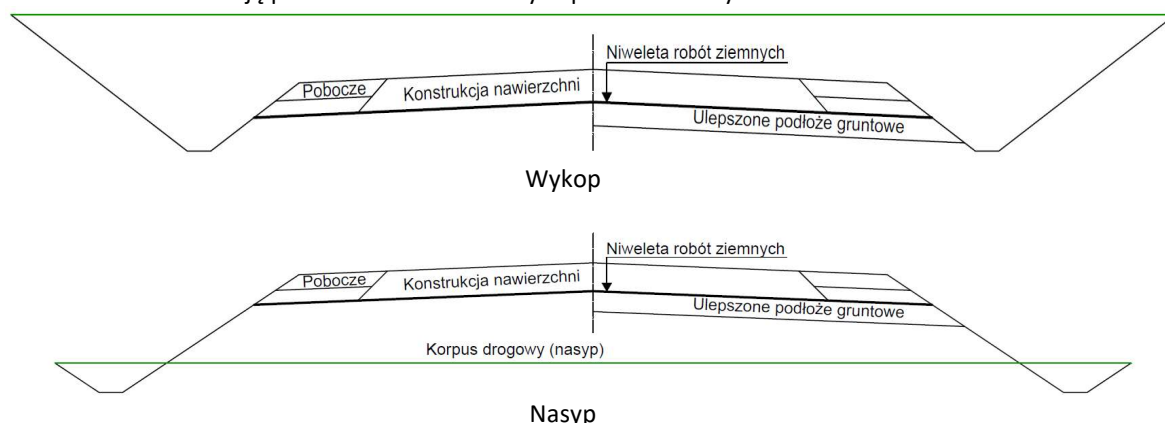 Niweleta robót ziemnych
Pobocze
Konstrukcja nawierzchni
Ulepszone podłoże gruntowe
Wykop
Niweleta robót ziemnych
Pobocze
Konstrukcja nawierzchni
Ulepszone podłoże gruntowe
Korpus drogowy (nasyp)
Nasyp